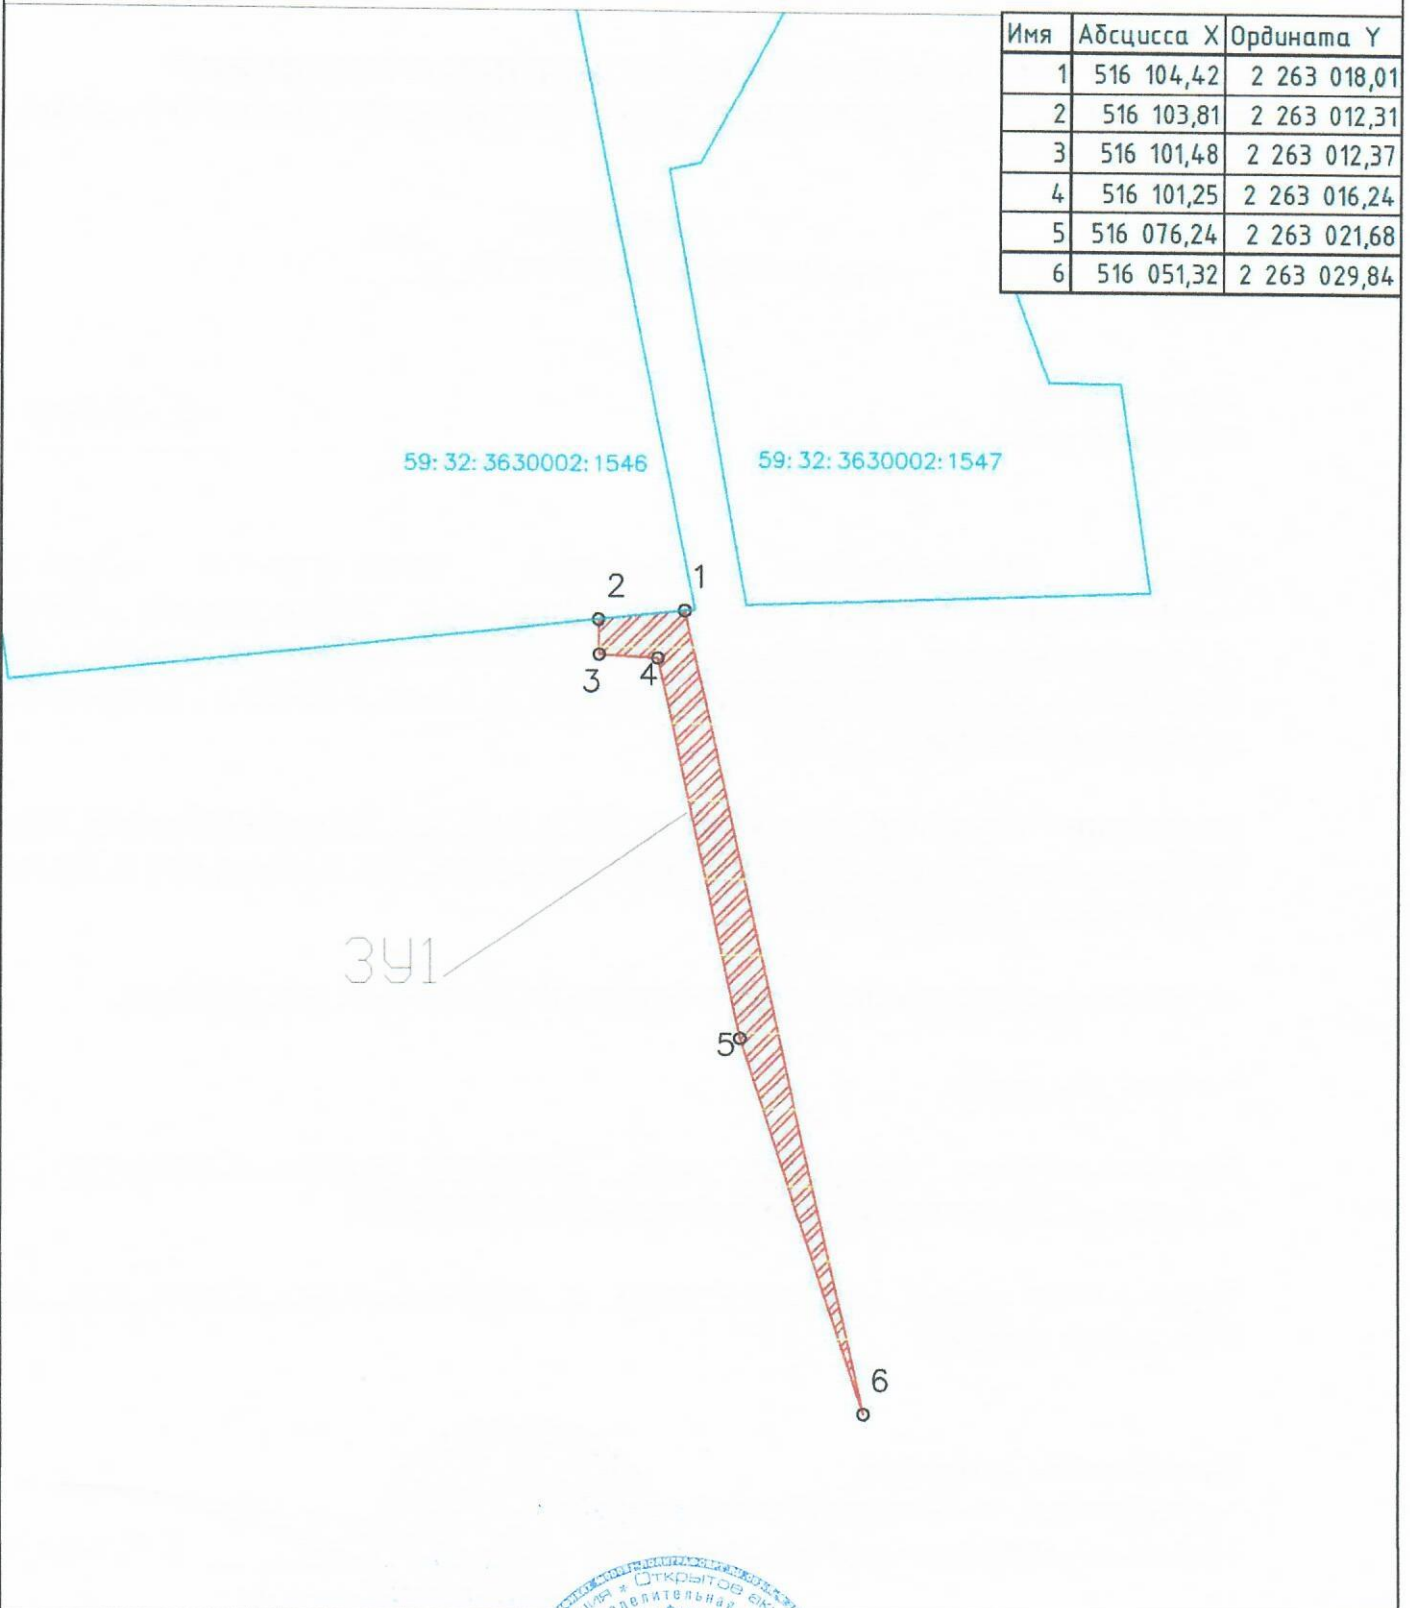 Имя Абсцисса X Ордината Y
1 516 104,42 2 263 018,01
2 516 103,81 2 263 012,31
3 516 101,48 2 263 012,37
4 516 101,25 2 263 016,24
5 516 076,24 2 263 021,68
6 516 051,32 2 263 029,84
59:32:3630002:1546 59:32:3630002:1547
1
2
3 4
ЗУ1
5
6
Открытое